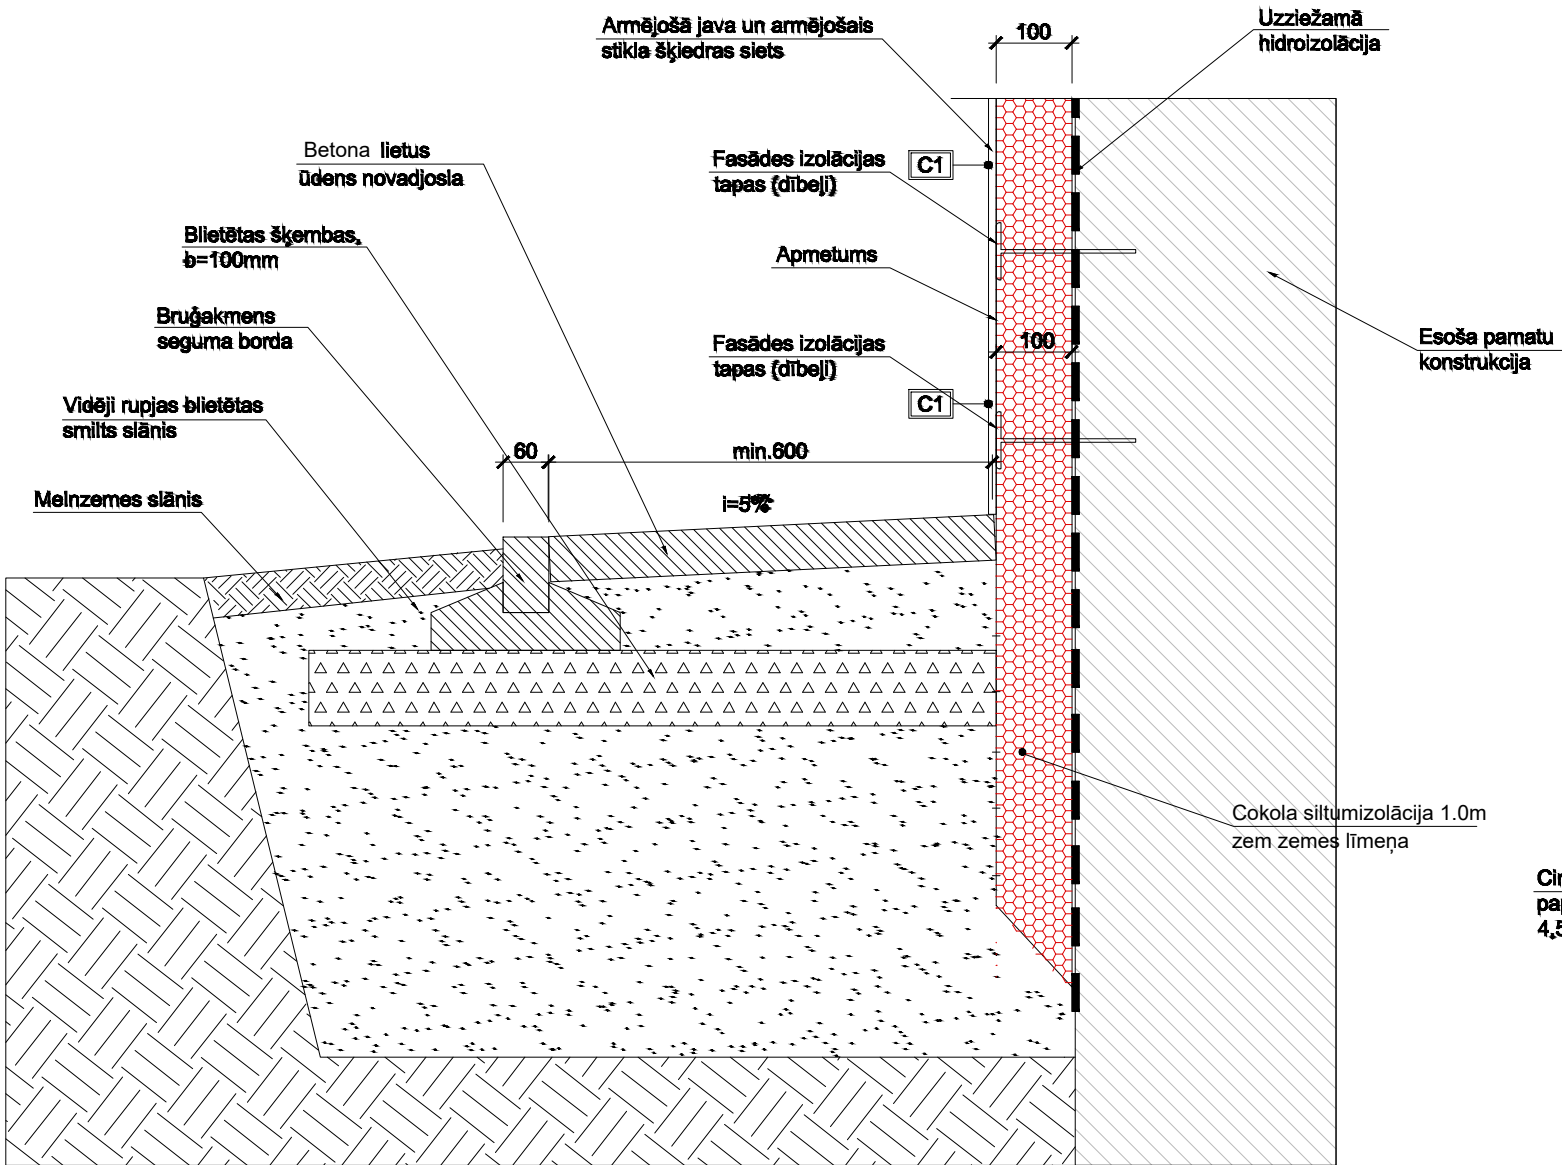 Armējošā java un armējošais
stikla šķiedras siets
100
Uzziežamā
hidroizolācija
Betona lietus
ūdens novadjosla
Fasādes izolācijas
tapas (dībeļi)
C1
Blietētas šķembas,
b=100mm
Apmetums
Bruģakmens
seguma borda
Fasādes izolācijas
tapas (dībeļi)
100
Esoša pamatu
konstrukcija
C1
Vidēji rupjas blietētas
smilts slānis
60
min.600
Melnzemes slānis
i=5%
Cokola siltumizolācija 1.0m
zem zemes līmeņa